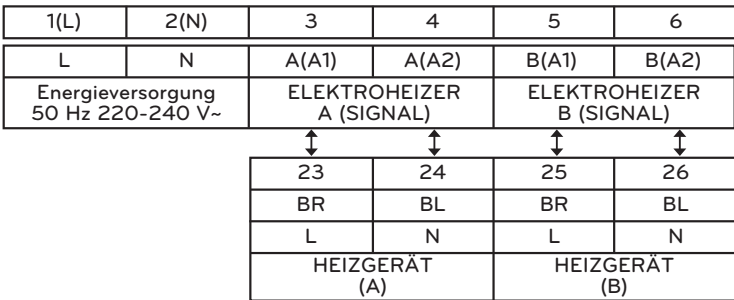 1(L) 2(N) 3 4 5 6
L N A(A1) A(A2) B(A1) B(A2)
Energieversorgung
50 Hz 220-240 V~
ELEKTROHEIZER
A (SIGNAL)
ELEKTROHEIZER
B (SIGNAL)
23 24 25 26
BR BL BR BL
L N L N
HEIZGERÄT
(A)
HEIZGERÄT
(B)